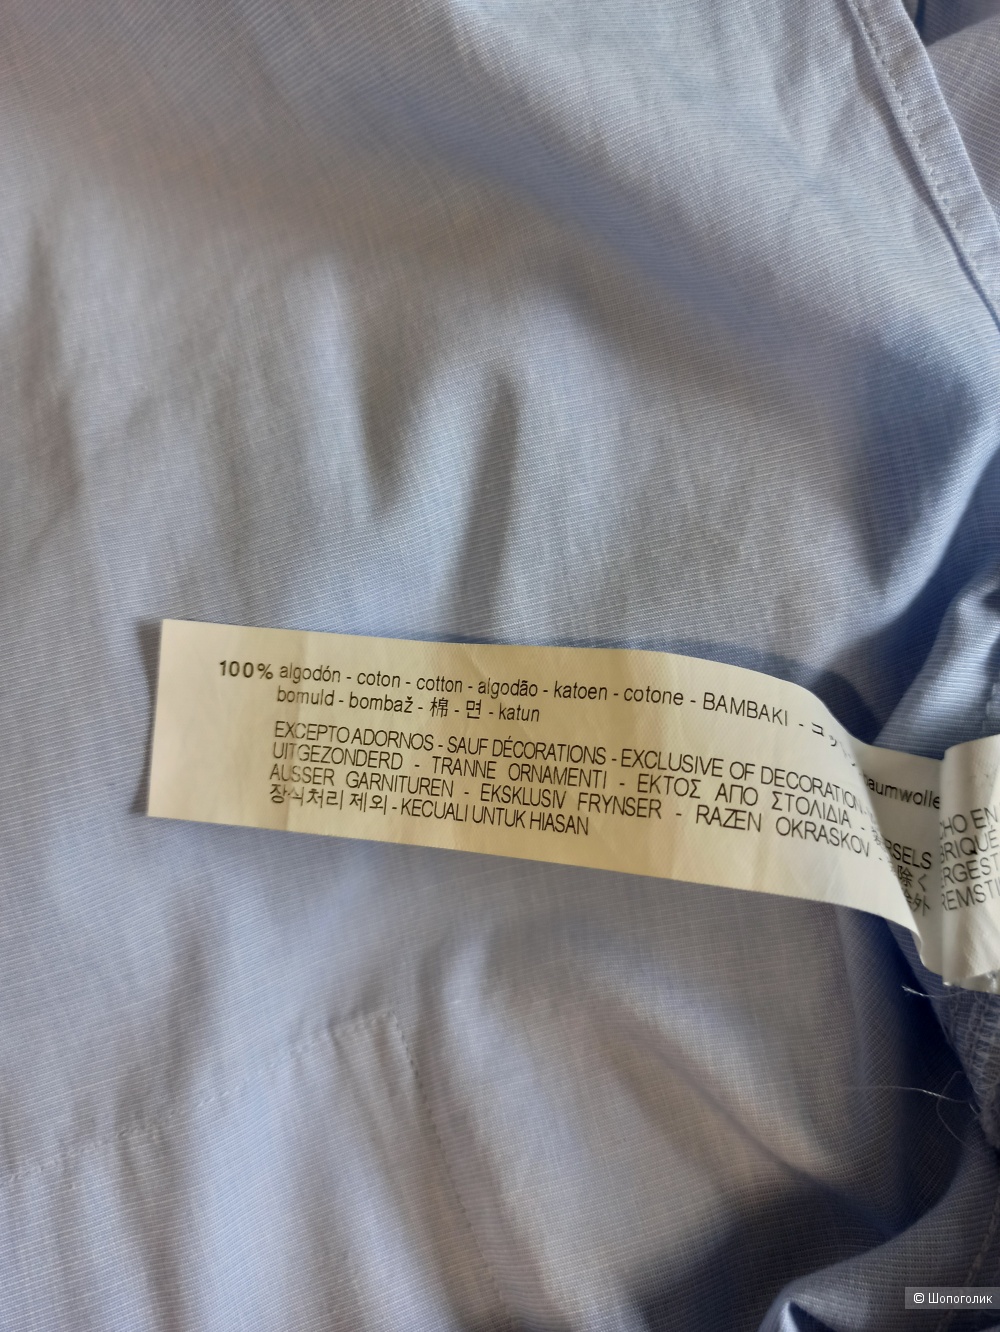 100% algodón - coton - cotton - algodão - katoen - cotone - BAMBAKI -
bomuld - bombaž - 棉 - 면 - katun
EXCEPTO ADORNOS - SAUF DÉCORATIONS - EXCLUSIVE OF DECORATION
UITGEZONDERD - TRANNE ORNAMENTI - ΕΚΤΟΣ ΑΠΟ ΣΤΟΛΙΔΙΑ -
AUSSER GARNITUREN - EKSKLUSIV FRYNSER - RAZEN OKRASKOV -
장식처리 제외 - KECUALI UNTUK HIASAN
© Шопоголик